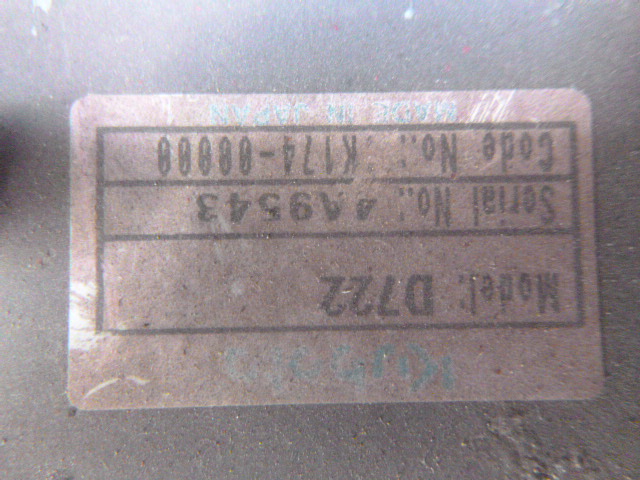 Kubota
Model: D722
Serial No.: 4A9543
Code No.: K174-00000
MADE IN JAPAN